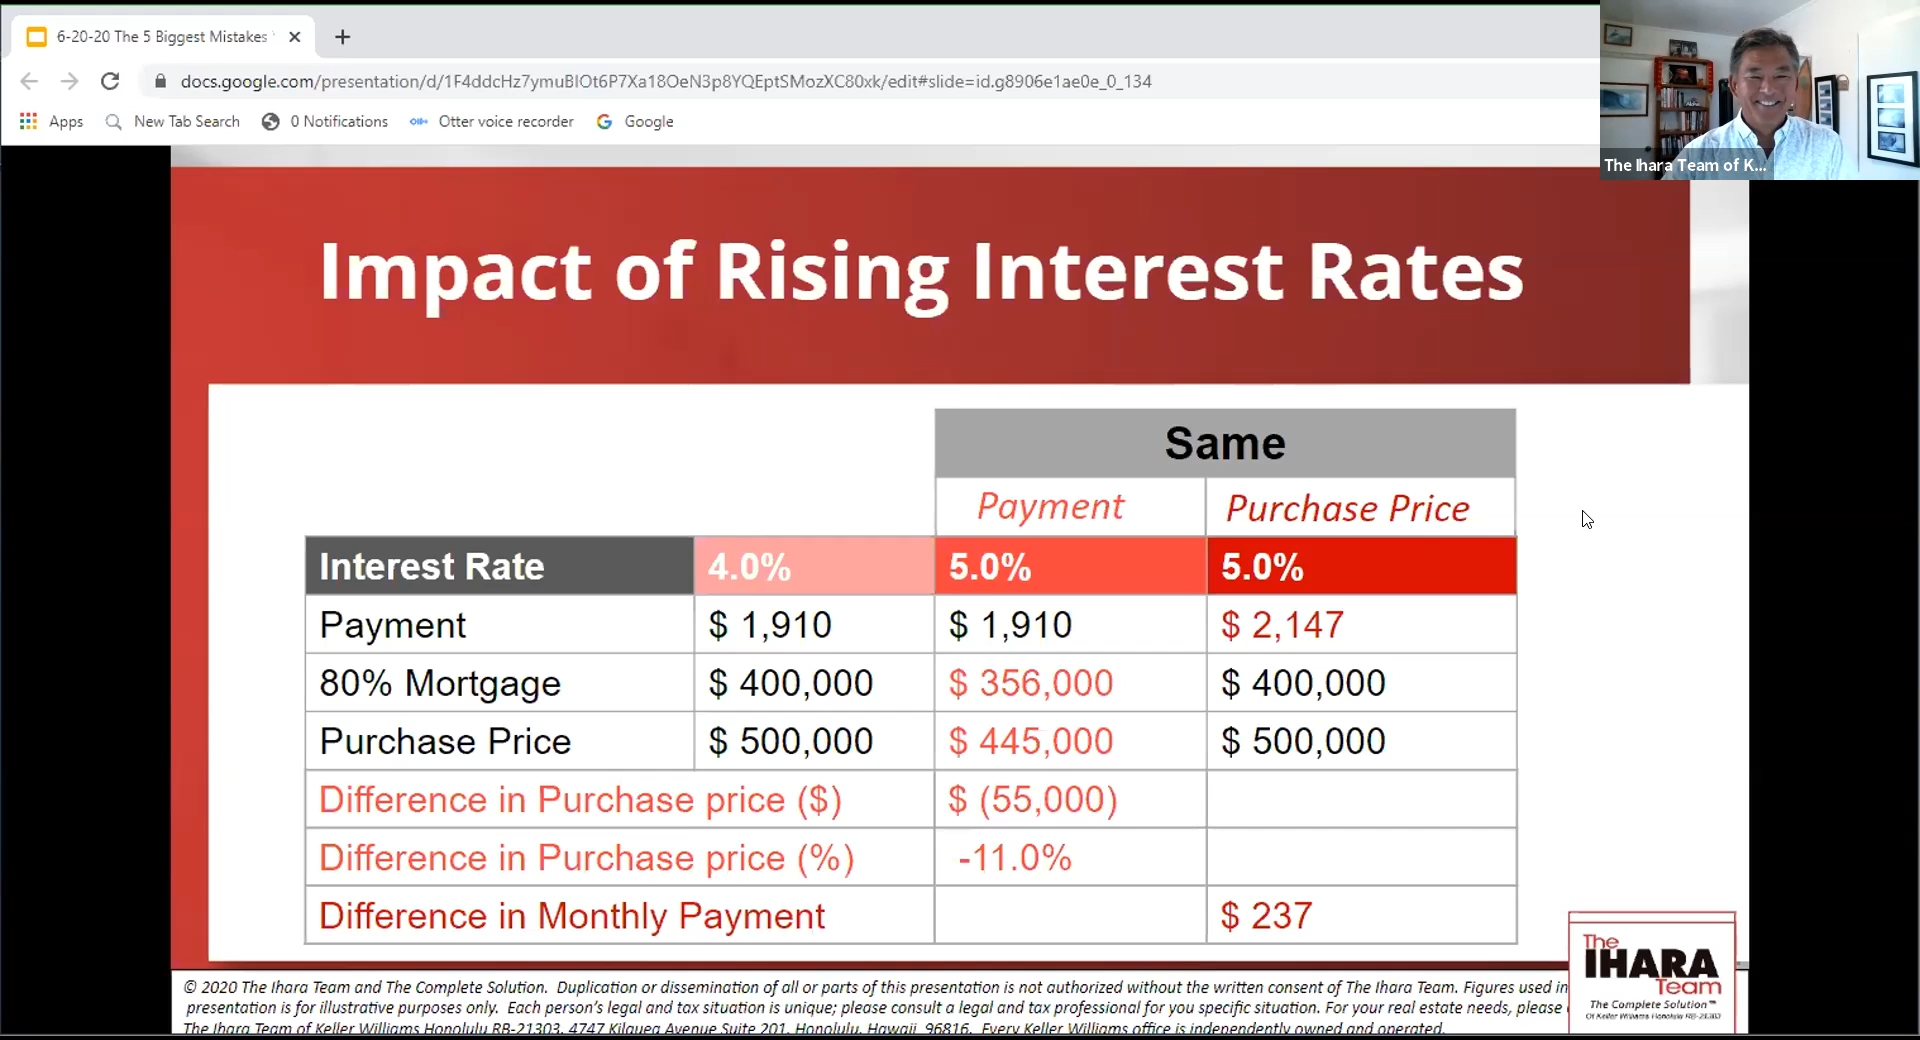 6-20-20 The 5 Biggest Mistakes
docs.google.com/presentation/d/1F4ddcHz7ymuBIOt6P7Xa18OeN3p8YQEptSMozXC80xk/edit#slide=id.g8906e1ae0e_0_134
Apps New Tab Search 0 Notifications Otter voice recorder Google
The Ihara Team of K...
Impact of Rising Interest Rates
Same
Payment Purchase Price
Interest Rate 4.0% 5.0% 5.0%
Payment $ 1,910 $ 1,910 $ 2,147
80% Mortgage $ 400,000 $ 356,000 $ 400,000
Purchase Price $ 500,000 $ 445,000 $ 500,000
Difference in Purchase price ($) $ (55,000)
Difference in Purchase price (%) -11.0%
Difference in Monthly Payment $ 237
© 2020 The Ihara Team and The Complete Solution. Duplication or dissemination of all or parts of this presentation is not authorized without the written consent of The Ihara Team. Figures used in
presentation is for illustrative purposes only. Each person's legal and tax situation is unique; please consult a legal and tax professional for you specific situation. For your real estate needs, please
The Ihara Team of Keller Williams Honolulu RB-21303, 4747 Kilauea Avenue Suite 201, Honolulu, Hawaii 96816. Every Keller Williams office is independently owned and operated.
The
IHARA
Team
The Complete Solution™
Of Keller Williams Honolulu RB-21303